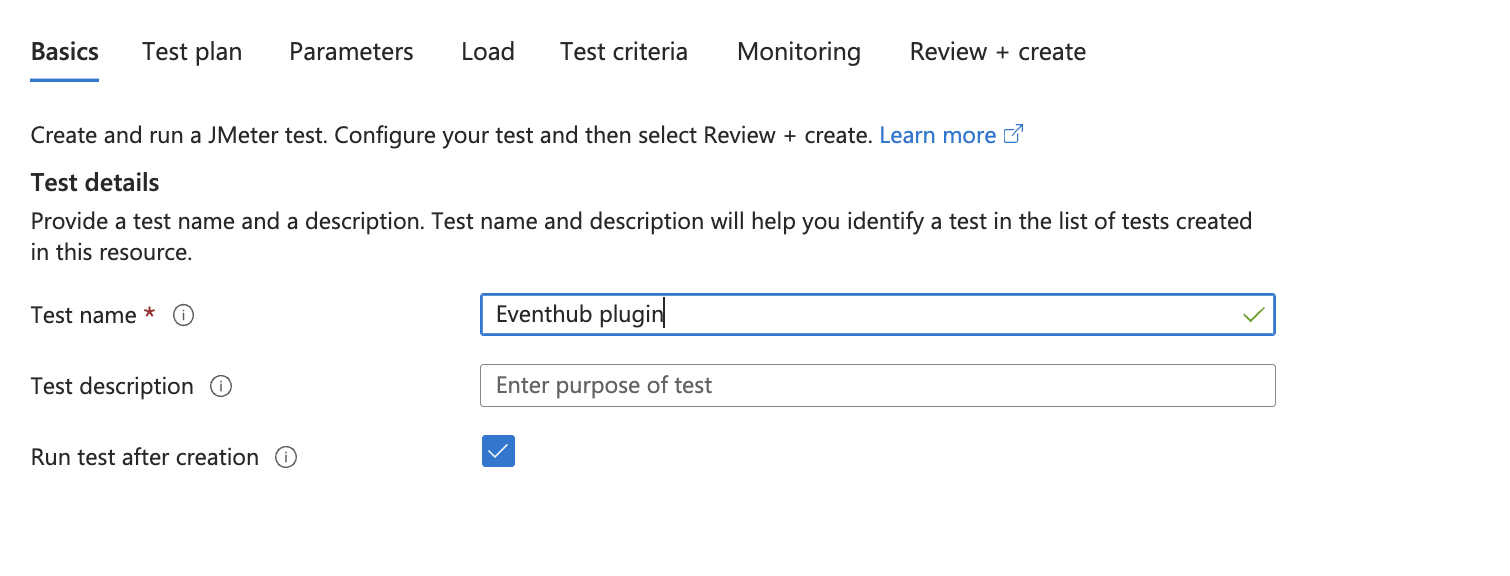 Basics Test plan Parameters Load Test criteria Monitoring Review + create
Create and run a JMeter test. Configure your test and then select Review + create. Learn more
Test details
Provide a test name and a description. Test name and description will help you identify a test in the list of tests created
in this resource.
Test name * Eventhub plugin
Test description Enter purpose of test
Run test after creation